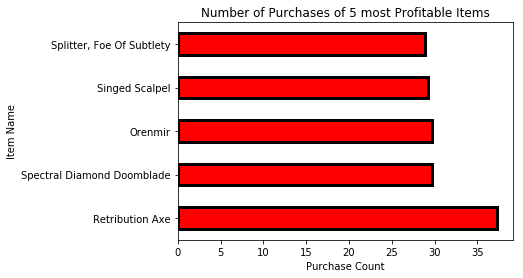 Number of Purchases of 5 most Profitable Items
Splitter, Foe Of Subtlety
Singed Scalpel
Orenmir
Spectral Diamond Doomblade
Retribution Axe
Item Name
0 5 10 15 20 25 30 35
Purchase Count